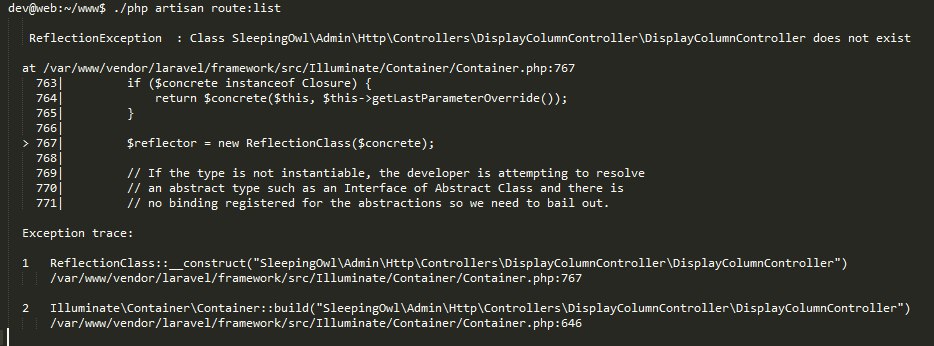 dev@web:~/www$ ./php artisan route:list
ReflectionException  : Class SleepingOwl\Admin\Http\Controllers\DisplayColumnController\DisplayColumnController does not exist
at /var/www/vendor/laravel/framework/src/Illuminate/Container/Container.php:767
763|         if ($concrete instanceof Closure) {
764|             return $concrete($this, $this->getLastParameterOverride());
765|         }
766|
> 767|         $reflector = new ReflectionClass($concrete);
768|
769|         // If the type is not instantiable, the developer is attempting to resolve
770|         // an abstract type such as an Interface of Abstract Class and there is
771|         // no binding registered for the abstractions so we need to bail out.
Exception trace:
1   ReflectionClass::__construct("SleepingOwl\Admin\Http\Controllers\DisplayColumnController\DisplayColumnController")
/var/www/vendor/laravel/framework/src/Illuminate/Container/Container.php:767
2   Illuminate\Container\Container::build("SleepingOwl\Admin\Http\Controllers\DisplayColumnController\DisplayColumnController")
/var/www/vendor/laravel/framework/src/Illuminate/Container/Container.php:646